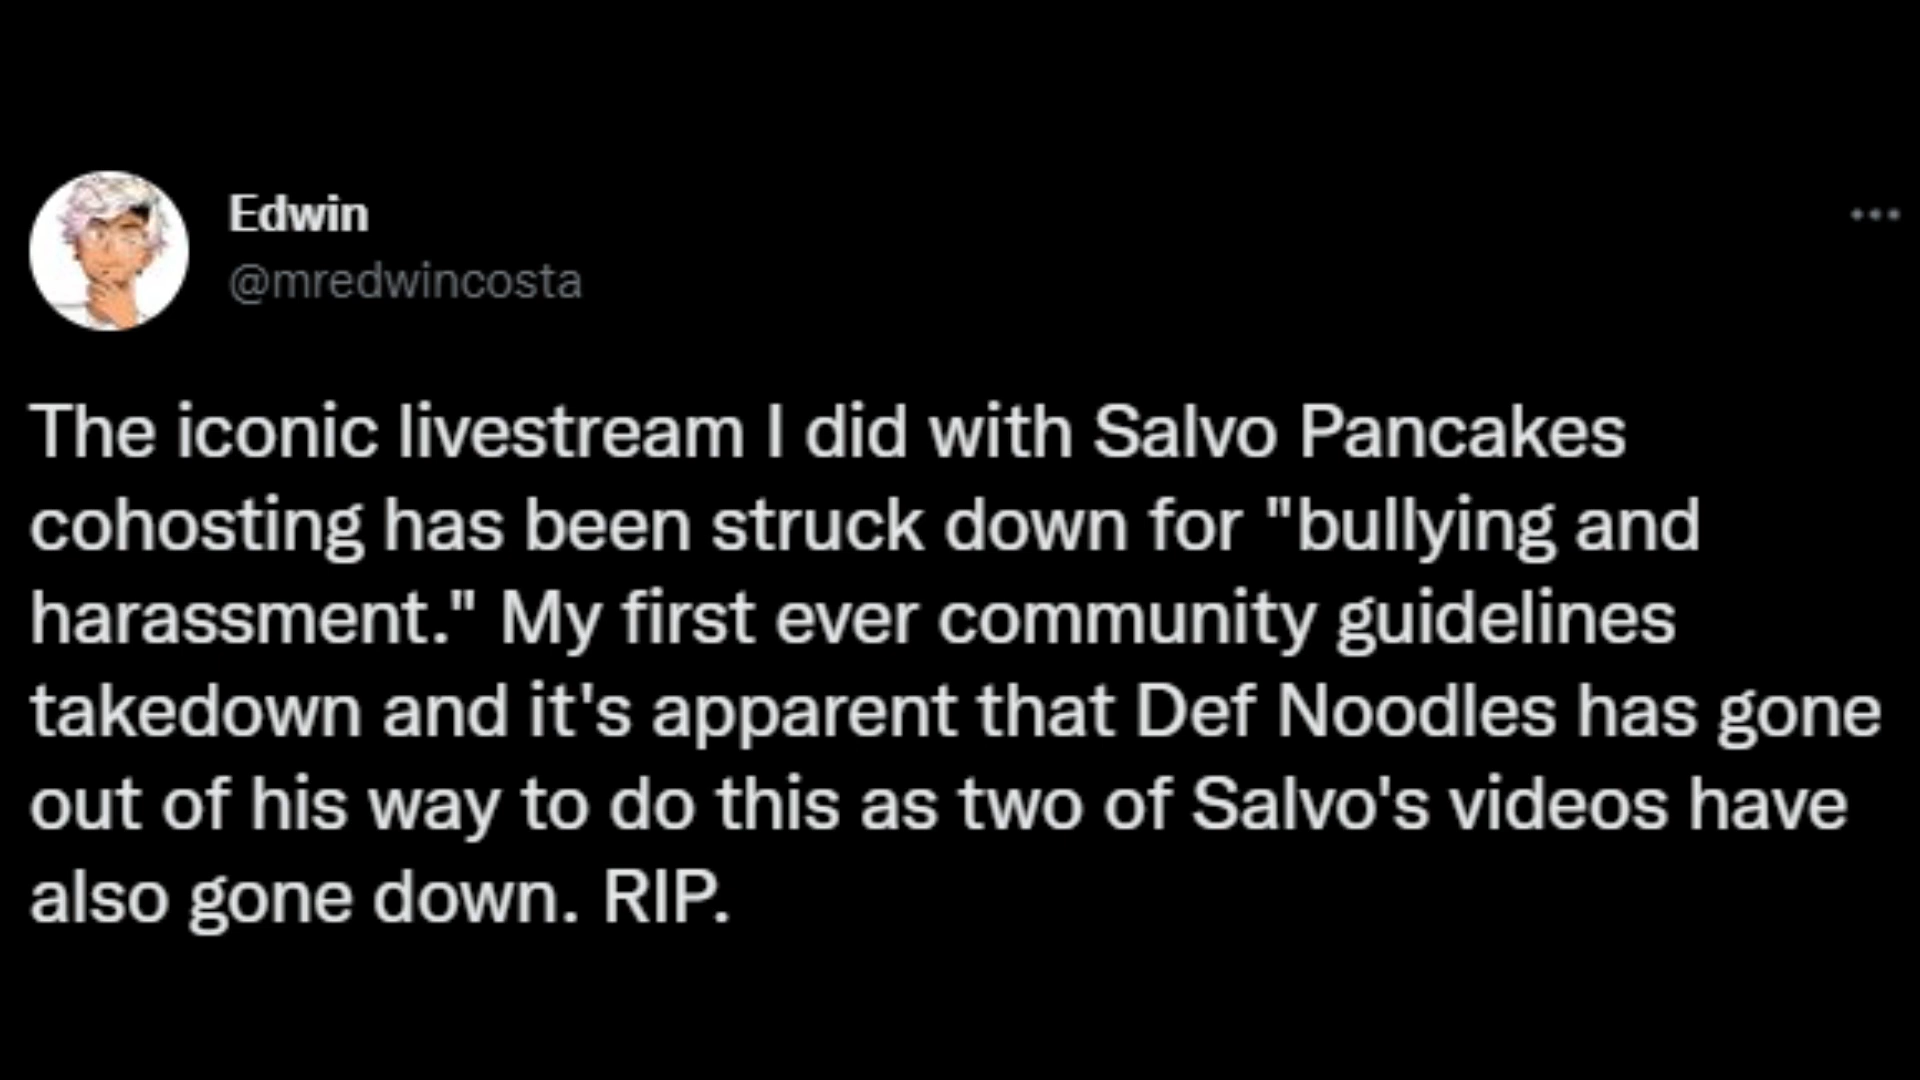 Edwin
@mredwincosta
The iconic livestream I did with Salvo Pancakes
cohosting has been struck down for "bullying and
harassment." My first ever community guidelines
takedown and it's apparent that Def Noodles has gone
out of his way to do this as two of Salvo's videos have
also gone down. RIP.